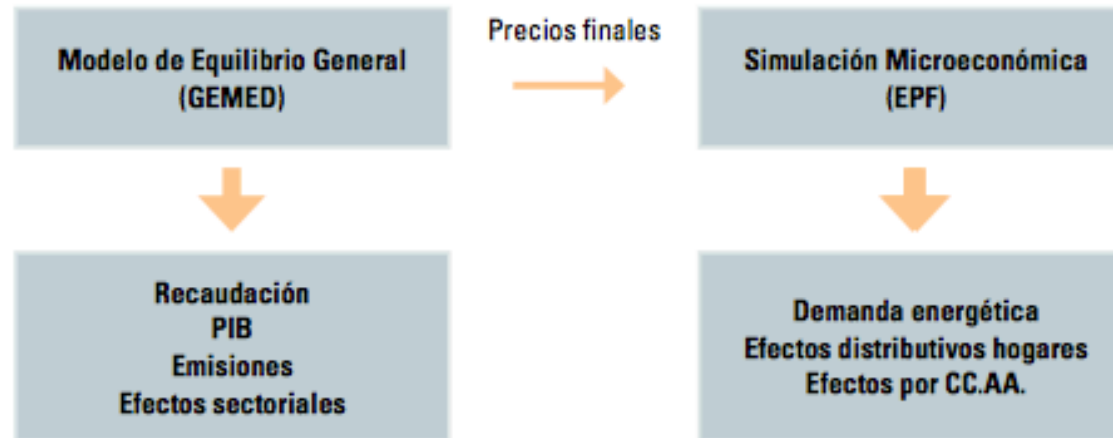 Modelo de Equilibrio General
(GEMED)
Precios finales
Simulación Microeconómica
(EPF)
Recaudación
PIB
Emisiones
Efectos sectoriales
Demanda energética
Efectos distributivos hogares
Efectos por CC.AA.